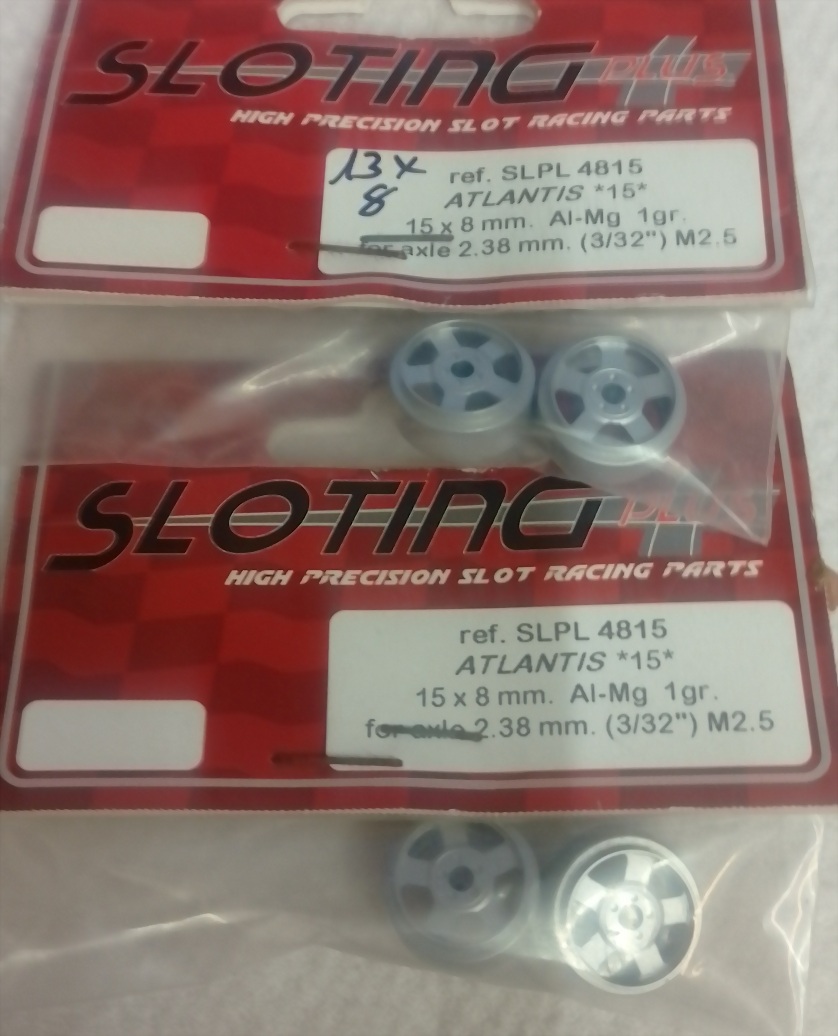 SLOTING PLUS
HIGH PRECISION SLOT RACING PARTS
13 x
8
ref. SLPL 4815
ATLANTIS *15*
15 x 8 mm. Al-Mg 1gr.
for axle 2.38 mm. (3/32") M2.5
SLOTING PLUS
HIGH PRECISION SLOT RACING PARTS
ref. SLPL 4815
ATLANTIS *15*
15 x 8 mm. Al-Mg 1gr.
for axle 2.38 mm. (3/32") M2.5